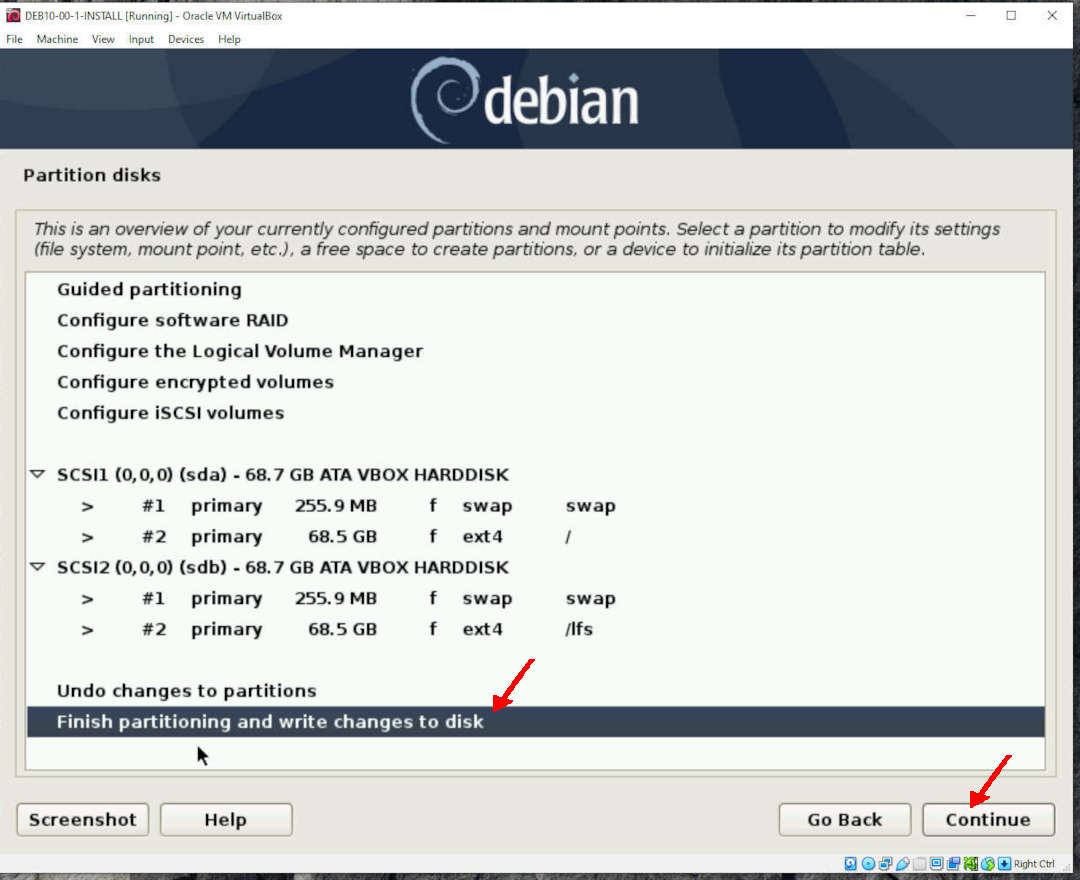 DEB10-00-1-INSTALL [Running] - Oracle VM VirtualBox
File Machine View Input Devices Help
debian
Partition disks
This is an overview of your currently configured partitions and mount points. Select a partition to modify its settings
(file system, mount point, etc.), a free space to create partitions, or a device to initialize its partition table.
Guided partitioning
Configure software RAID
Configure the Logical Volume Manager
Configure encrypted volumes
Configure iSCSI volumes
SCSI1 (0,0,0) (sda) - 68.7 GB ATA VBOX HARDDISK
> #1 primary 255.9 MB f swap swap
> #2 primary 68.5 GB f ext4 /
SCSI2 (0,0,0) (sdb) - 68.7 GB ATA VBOX HARDDISK
> #1 primary 255.9 MB f swap swap
> #2 primary 68.5 GB f ext4 /lfs
Undo changes to partitions
Finish partitioning and write changes to disk
Screenshot Help Go Back Continue
Right Ctrl